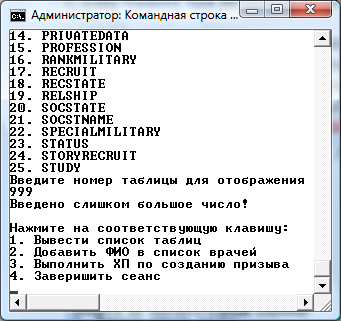 Администратор: Командная строка ...
14. PRIVATEDATA
15. PROFESSION
16. RANKMILITARY
17. RECRUIT
18. RECSTATE
19. RELSHIP
20. SOCSTATE
21. SOCSTNAME
22. SPECIALMILITARY
23. STATUS
24. STORYRECRUIT
25. STUDY
Введите номер таблицы для отображения
999
Введено слишком большое число!
Нажмите на соответствующую клавишу:
1. Вывести список таблиц
2. Добавить ФИО в список врачей
3. Выполнить ХП по созданию призыва
4. Заверишить сеанс